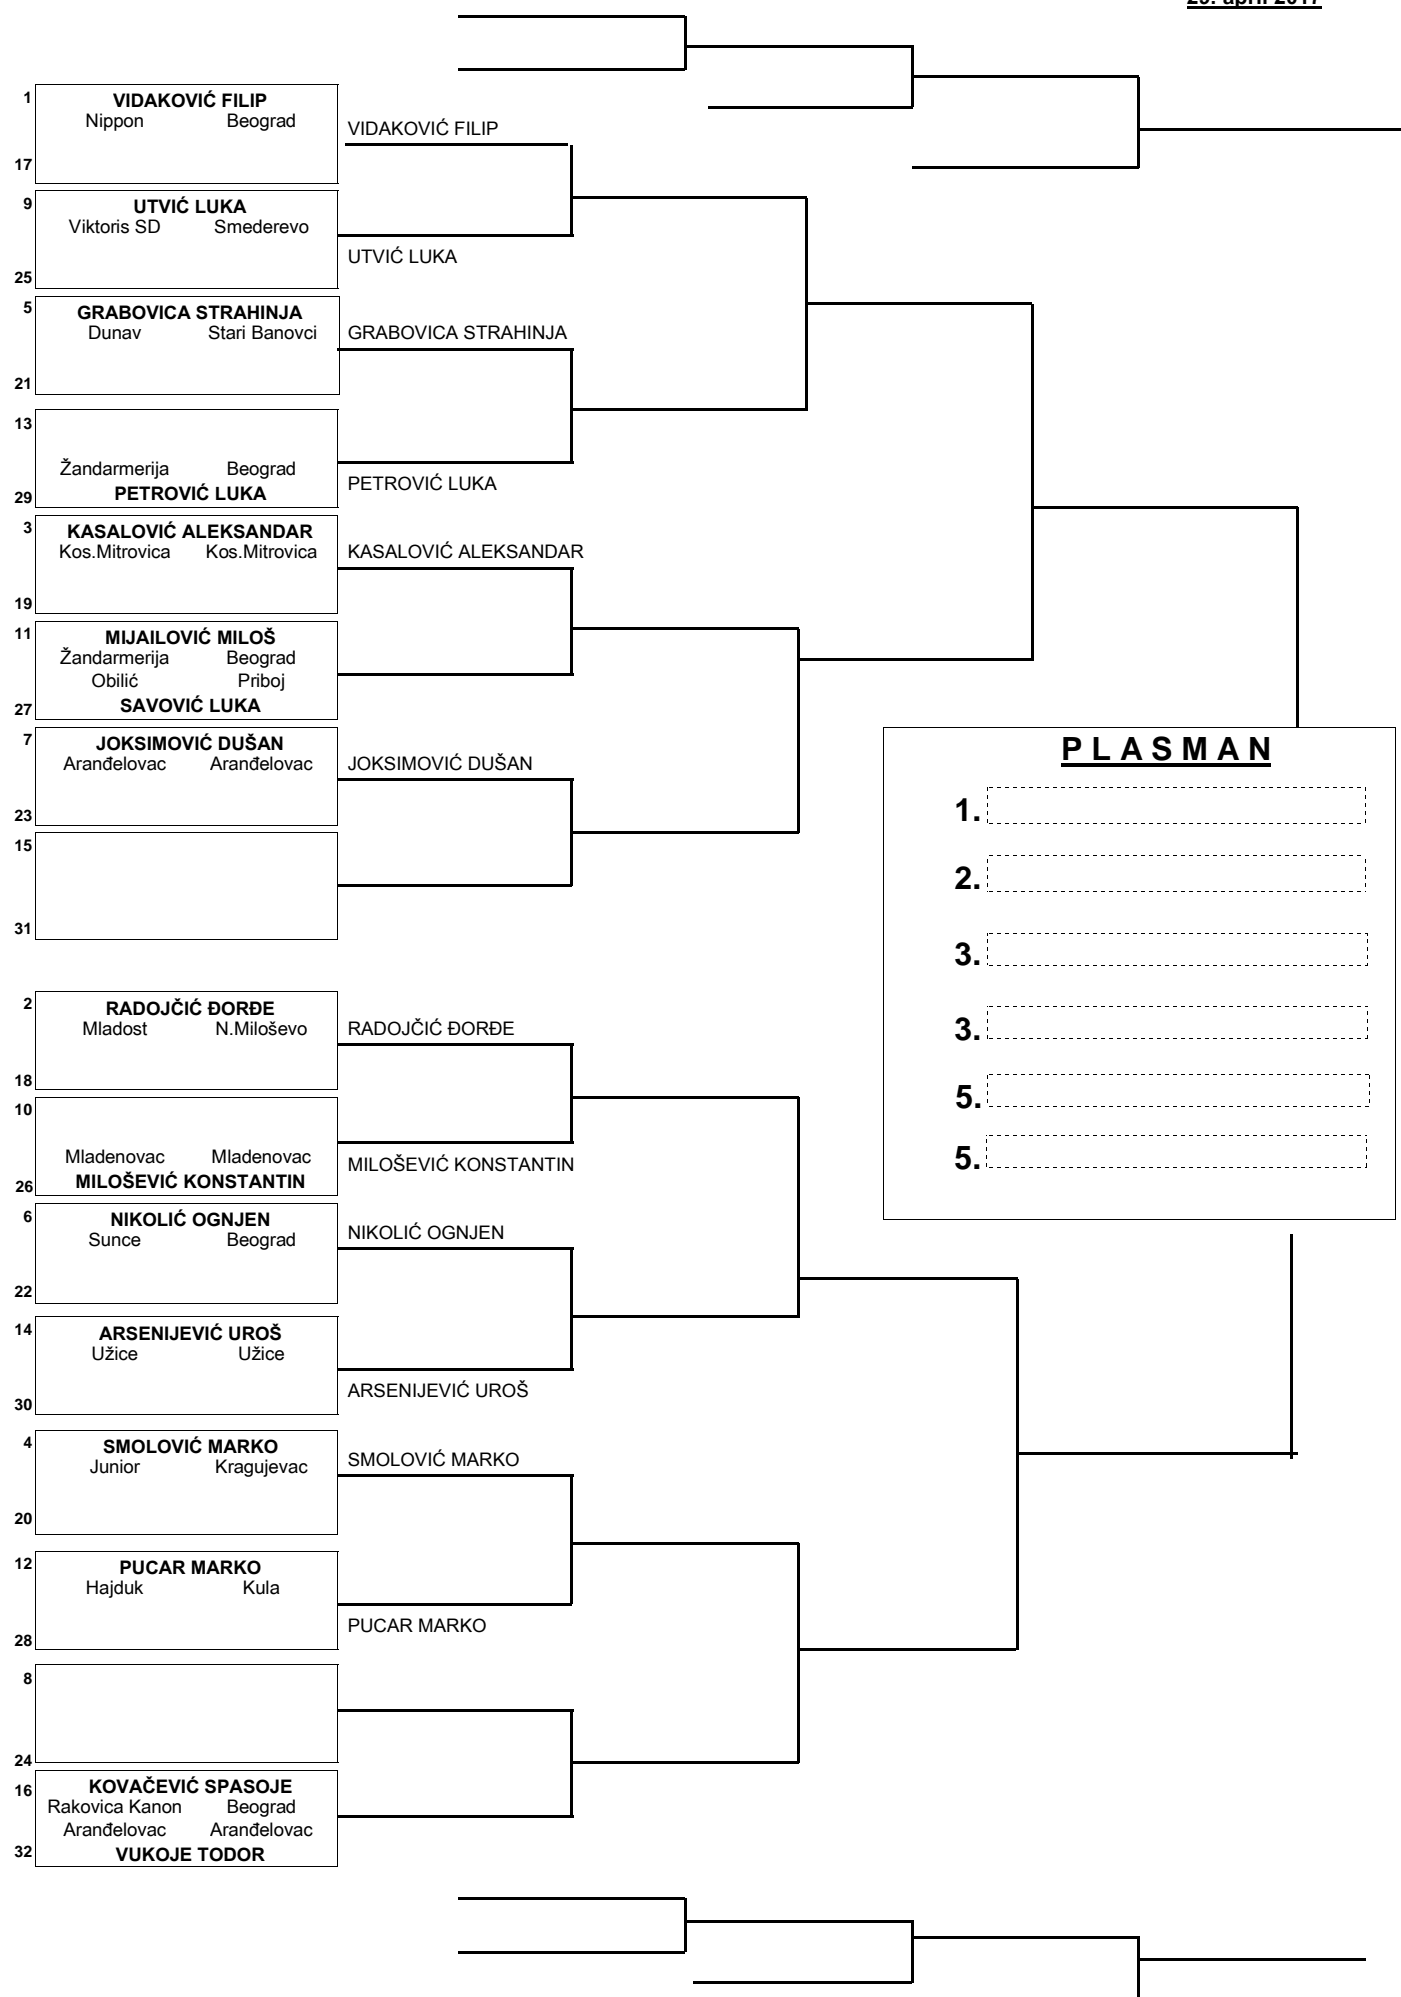 29. april 2017
1
VIDAKOVIĆ FILIP
Nippon Beograd
VIDAKOVIĆ FILIP
17
9
UTVIĆ LUKA
Viktoris SD Smederevo
UTVIĆ LUKA
25
5
GRABOVICA STRAHINJA
Dunav Stari Banovci
GRABOVICA STRAHINJA
21
13
Žandarmerija Beograd
PETROVIĆ LUKA
29
PETROVIĆ LUKA
3
KASALOVIĆ ALEKSANDAR
Kos.Mitrovica Kos.Mitrovica
KASALOVIĆ ALEKSANDAR
19
11
MIJAILOVIĆ MILOŠ
Žandarmerija Beograd
Obilić Priboj
SAVOVIĆ LUKA
27
7
JOKSIMOVIĆ DUŠAN
Aranđelovac Aranđelovac
JOKSIMOVIĆ DUŠAN
23
15
31
PLASMAN
1.
2.
3.
3.
5.
5.
2
RADOJČIĆ ĐORĐE
Mladost N.Miloševo
RADOJČIĆ ĐORĐE
18
10
Mladenovac Mladenovac
MILOŠEVIĆ KONSTANTIN
26
MILOŠEVIĆ KONSTANTIN
6
NIKOLIĆ OGNJEN
Sunce Beograd
NIKOLIĆ OGNJEN
22
14
ARSENIJEVIĆ UROŠ
Užice Užice
ARSENIJEVIĆ UROŠ
30
4
SMOLOVIĆ MARKO
Junior Kragujevac
SMOLOVIĆ MARKO
20
12
PUCAR MARKO
Hajduk Kula
PUCAR MARKO
28
8
24
16
KOVAČEVIĆ SPASOJE
Rakovica Kanon Beograd
Aranđelovac Aranđelovac
VUKOJE TODOR
32